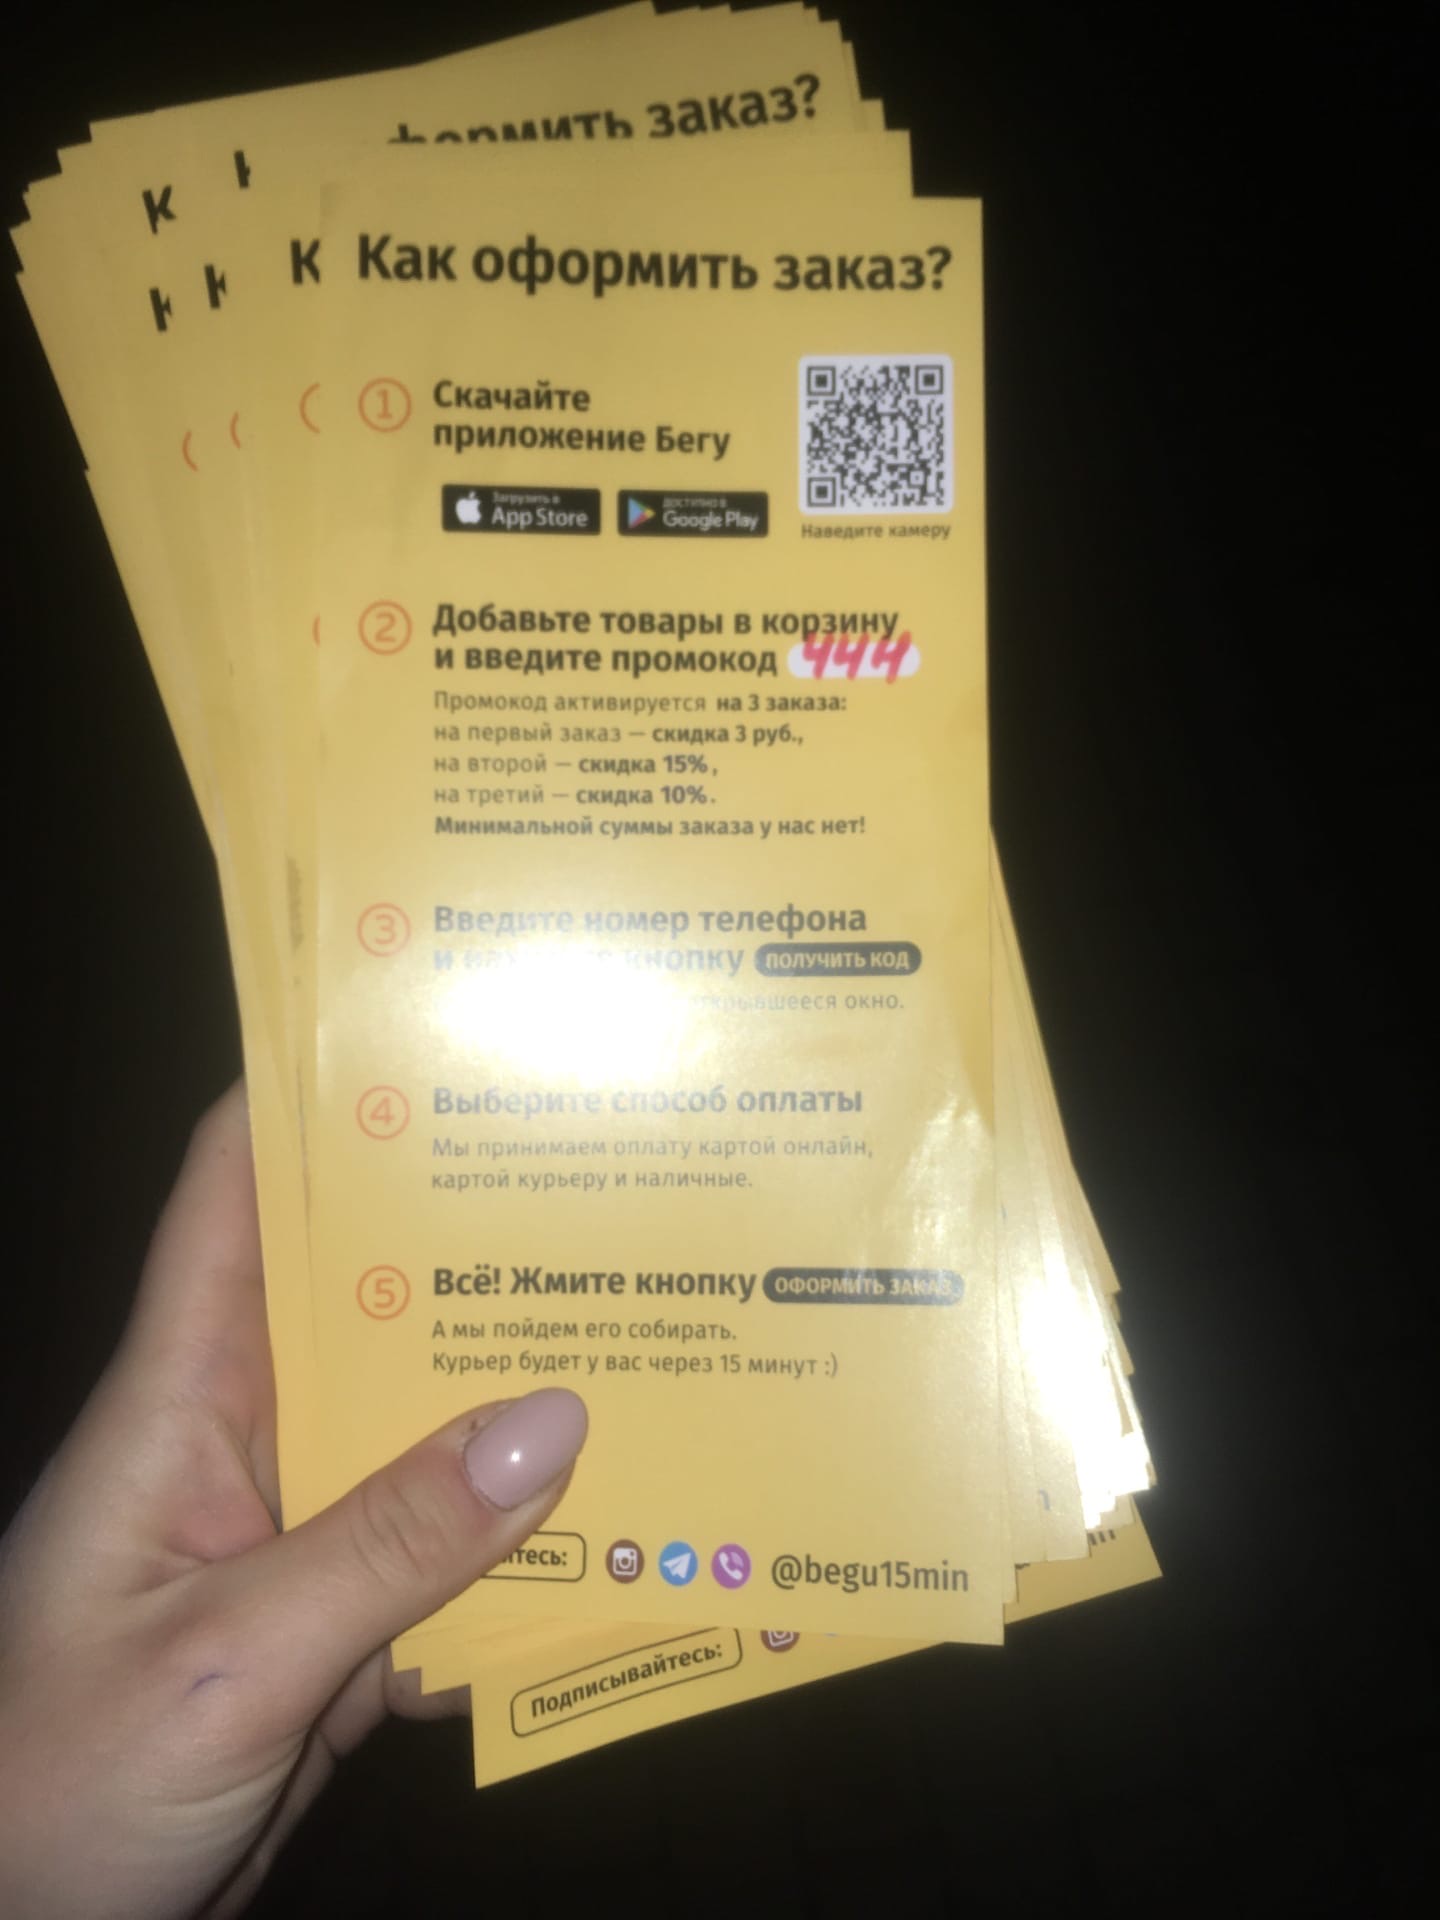 формить заказ?
К
К
К
К
К
Как оформить заказ?
1
Скачайте
приложение Бегу
Загрузить в
App Store
ДОСТУПНО В
Google Play
Наведите камеру
2
Добавьте товары в корзину
и введите промокод 444
Промокод активируется на 3 заказа:
на первый заказ — скидка 3 руб.,
на второй — скидка 15%,
на третий — скидка 10%.
Минимальной суммы заказа у нас нет!
3
Введите номер телефона
и кнопку ПОЛУЧИТЬ КОД
открывшееся окно.
4
Выберите способ оплаты
Мы принимаем оплату картой онлайн,
картой курьеру и наличные.
5
Всё! Жмите кнопку ОФОРМИТЬ ЗАКАЗ
А мы пойдем его собирать.
Курьер будет у вас через 15 минут :)
йтесь:
@begu15min
Подписывайтесь: